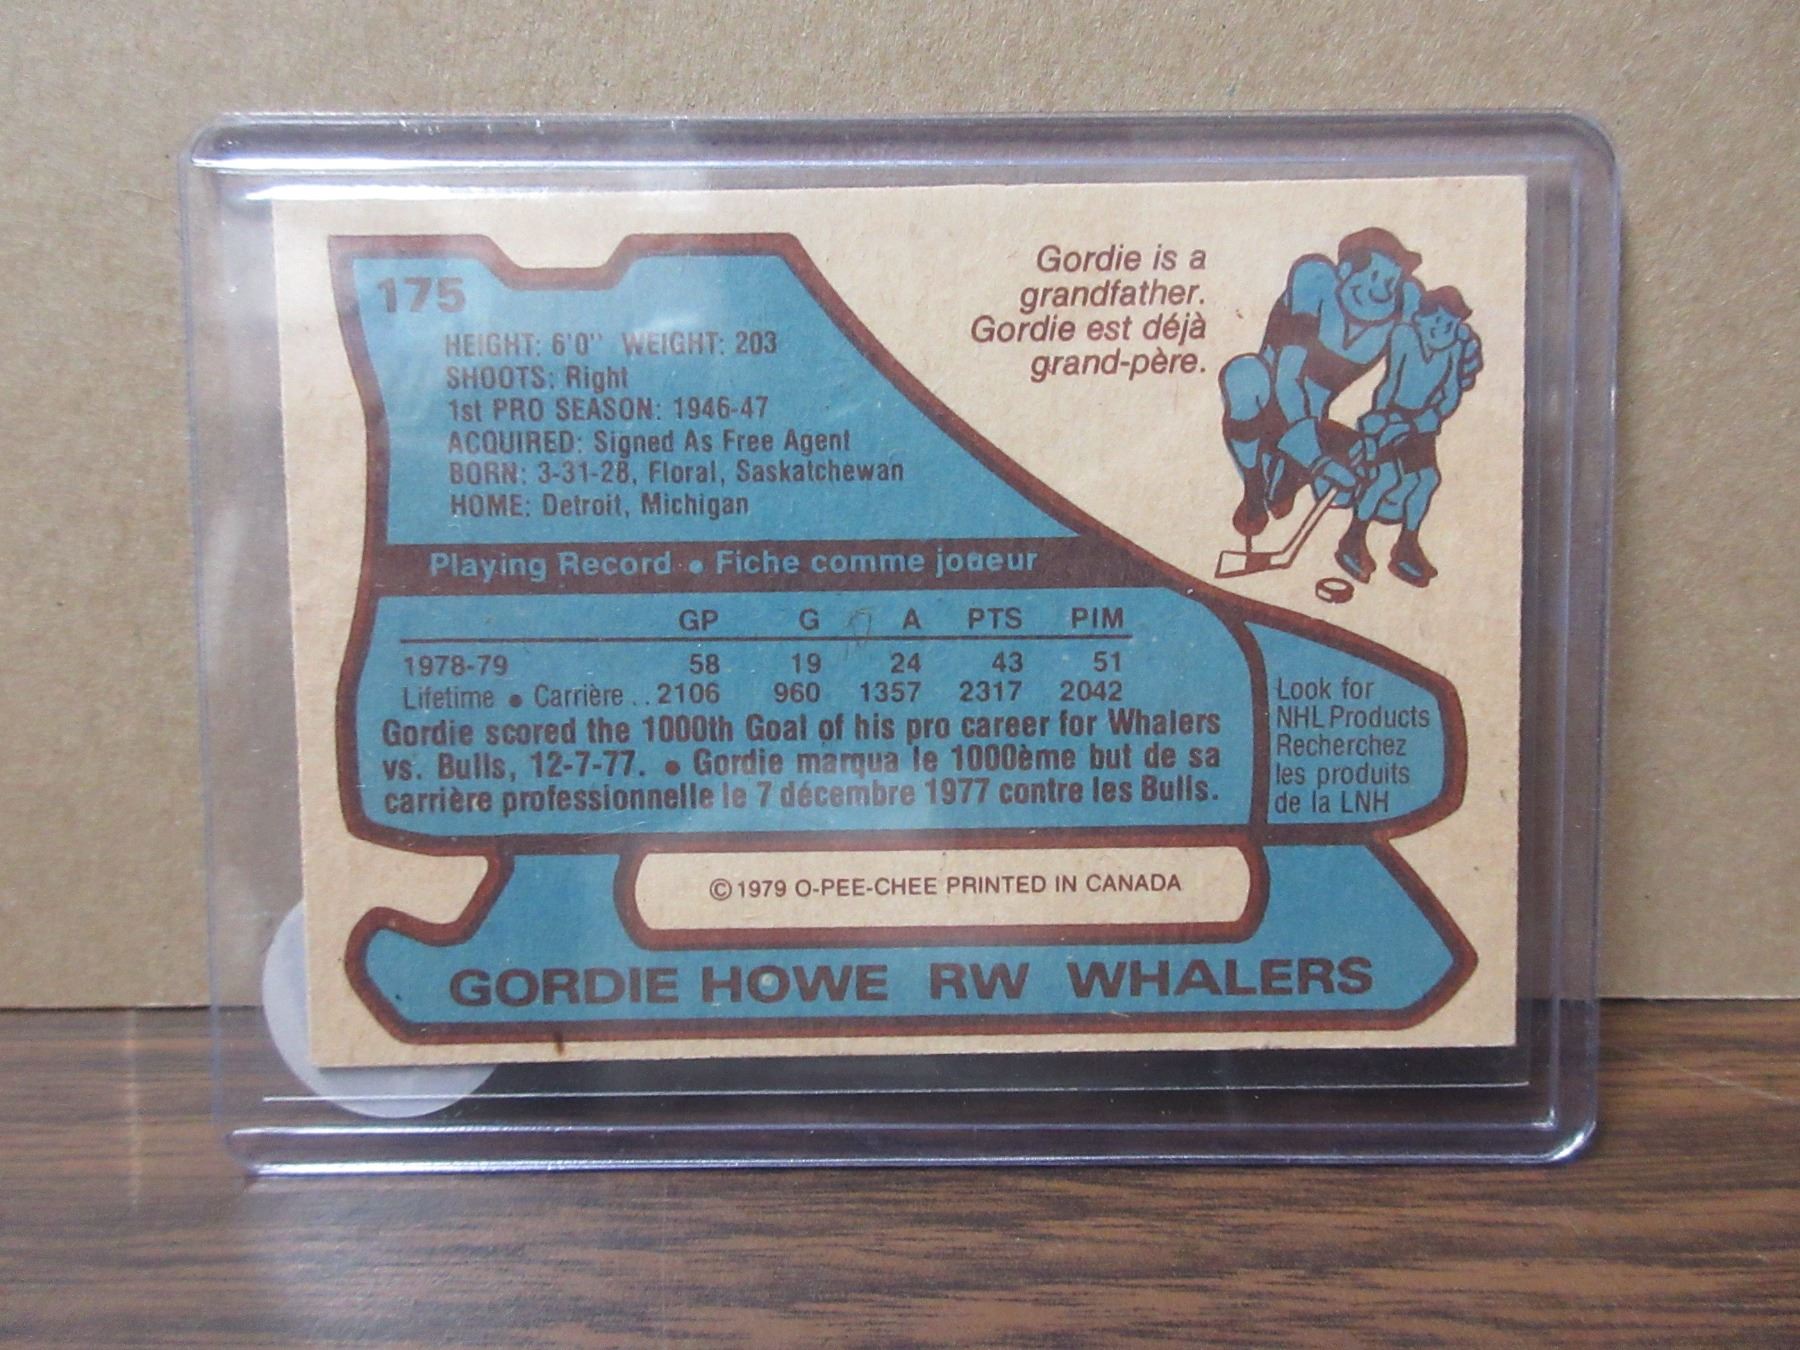 175
HEIGHT: 6'0" WEIGHT: 203
SHOOTS: Right
1st PRO SEASON: 1946-47
ACQUIRED: Signed As Free Agent
BORN: 3-31-28, Floral, Saskatchewan
HOME: Detroit, Michigan
Gordie is a
grandfather.
Gordie est déjà
grand-père.
Playing Record • Fiche comme joueur
GP G A PTS PIM
1978-79 58 19 24 43 51
Lifetime • Carrière .. 2106 960 1357 2317 2042
Gordie scored the 1000th Goal of his pro career for Whalers
vs. Bulls, 12-7-77. • Gordie marqua le 1000ème but de sa
carrière professionnelle le 7 décembre 1977 contre les Bulls.
Look for
NHL Products
Recherchez
les produits
de la LNH
© 1979 O-PEE-CHEE PRINTED IN CANADA
GORDIE HOWE RW WHALERS